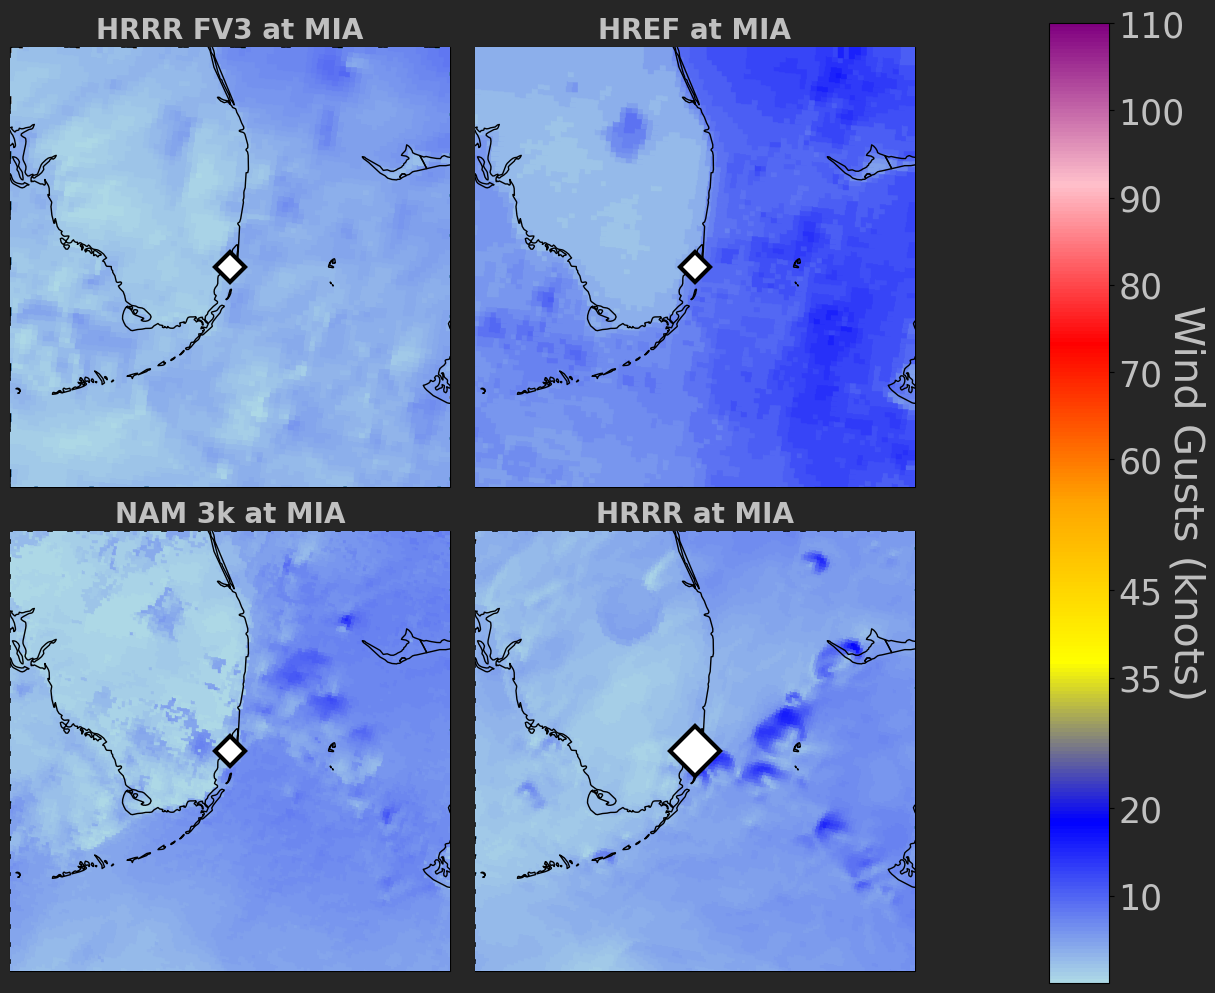 HRRR FV3 at MIA
HREF at MIA
NAM 3k at MIA
HRRR at MIA
110
100
90
80
70
60
45
35
20
10
Wind Gusts (knots)